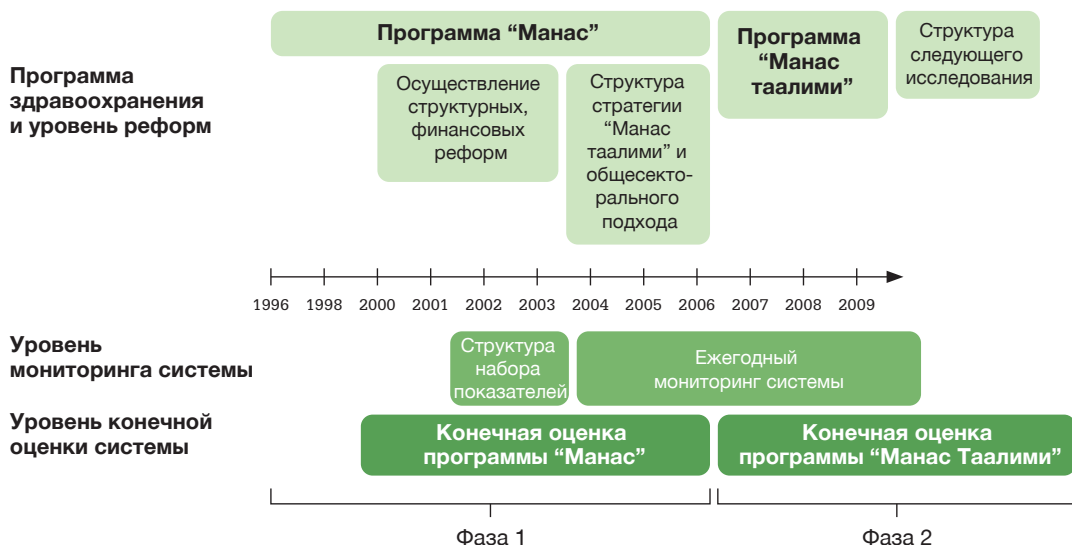 Программа
здравоохранения
и уровень реформ
Программа “Манас”
Осуществление
структурных,
финансовых
реформ
Структура
стратегии
“Манас
таалими” и
общесекто-
рального
подхода
Программа
“Манас
таалими”
Структура
следующего
исследования
1996 1998 2000 2001 2002 2003 2004 2005 2006 2007 2008 2009
Уровень
мониторинга системы
Структура
набора
показателей
Ежегодный
мониторинг системы
Уровень конечной
оценки системы
Конечная оценка
программы “Манас”
Конечная оценка
программы “Манас Таалими”
Фаза 1
Фаза 2